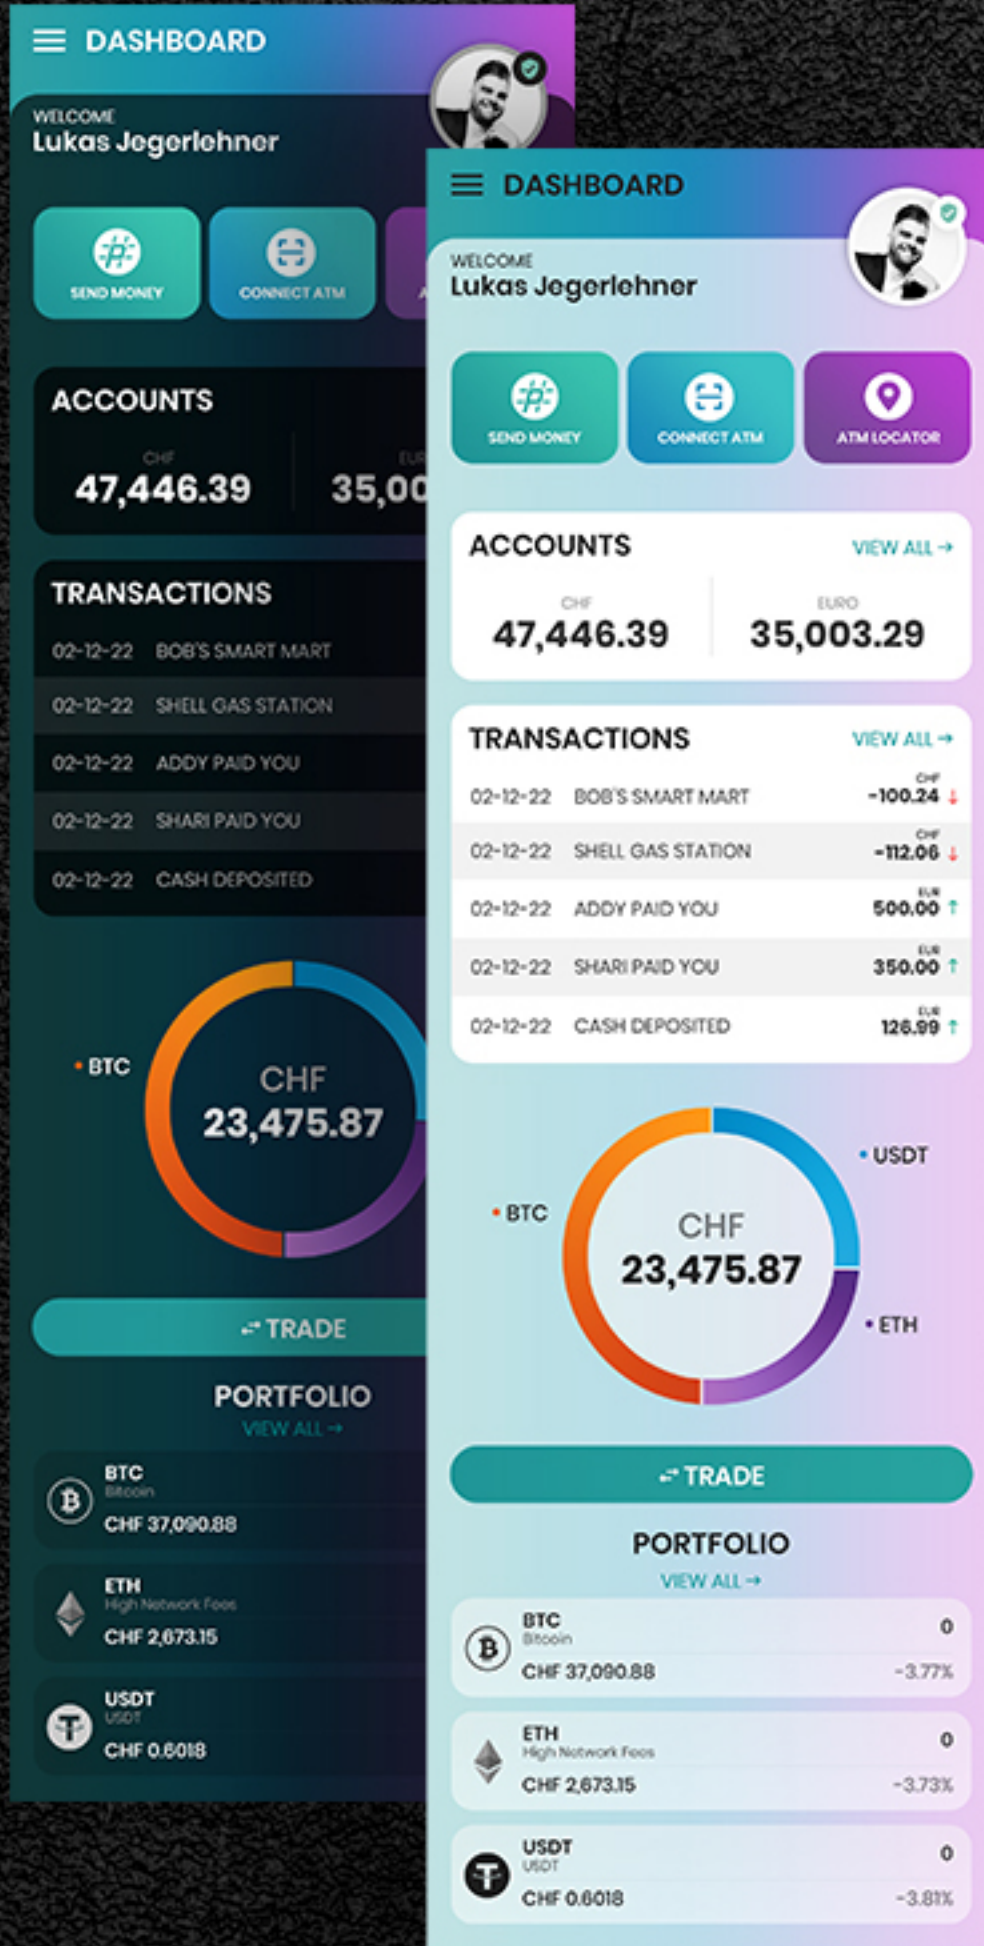 DASHBOARD
WELCOME
Lukas Jegerlehner
SEND MONEY
CONNECT ATM
A
ACCOUNTS
CHF
47,446.39
EUR
35,00
TRANSACTIONS
02-12-22 BOB'S SMART MART
02-12-22 SHELL GAS STATION
02-12-22 ADDY PAID YOU
02-12-22 SHARI PAID YOU
02-12-22 CASH DEPOSITED
• BTC
CHF
23,475.87
TRADE
PORTFOLIO
VIEW ALL →
BTC
Bitcoin
CHF 37,090.88
ETH
High Network Fees
CHF 2,673.15
USDT
USDT
CHF 0.6018
DASHBOARD
WELCOME
Lukas Jegerlehner
SEND MONEY
CONNECT ATM
ATM LOCATOR
ACCOUNTS
VIEW ALL →
CHF
47,446.39
EURO
35,003.29
TRANSACTIONS
VIEW ALL →
CHF
02-12-22 BOB'S SMART MART -100.24 ↓
CHF
02-12-22 SHELL GAS STATION -112.06 ↓
EUR
02-12-22 ADDY PAID YOU 500.00 ↑
EUR
02-12-22 SHARI PAID YOU 350.00 ↑
EUR
02-12-22 CASH DEPOSITED 126.99 ↑
• USDT
• BTC
CHF
23,475.87
• ETH
TRADE
PORTFOLIO
VIEW ALL →
BTC 0
Bitcoin
CHF 37,090.88 -3.77%
ETH 0
High Network Fees
CHF 2,673.15 -3.73%
USDT 0
USDT
CHF 0.6018 -3.81%